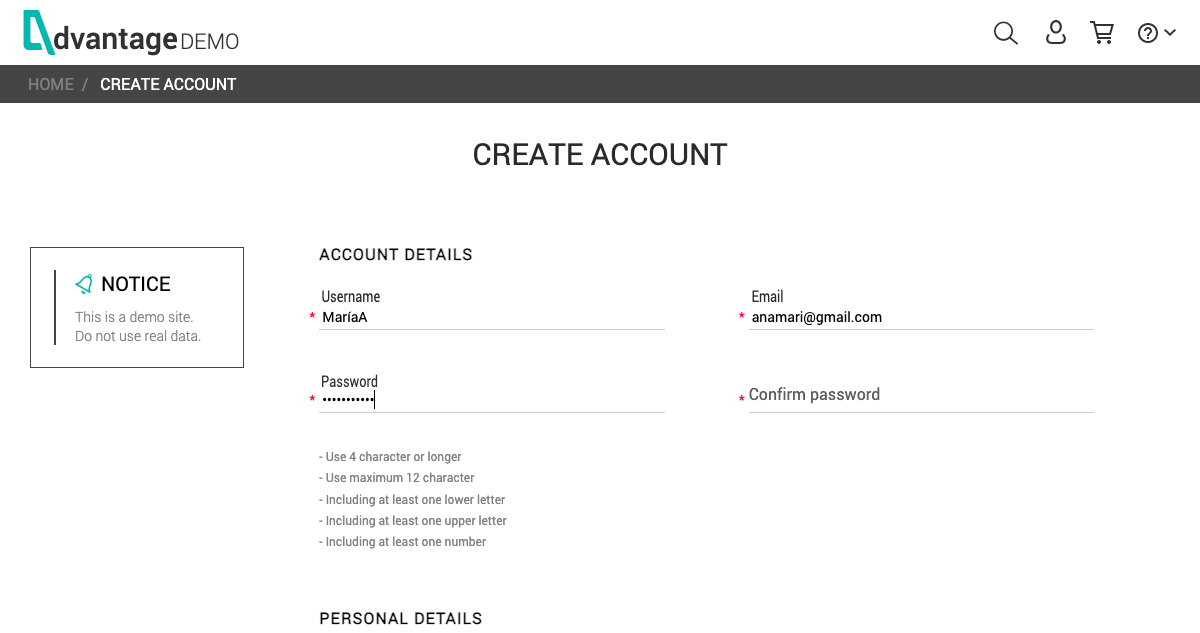 dvantage DEMO
HOME / CREATE ACCOUNT
CREATE ACCOUNT
NOTICE
This is a demo site.
Do not use real data.
ACCOUNT DETAILS
Username
* MaríaA
Email
* anamari@gmail.com
Password
* •••••••••••
* Confirm password
- Use 4 character or longer
- Use maximum 12 character
- Including at least one lower letter
- Including at least one upper letter
- Including at least one number
PERSONAL DETAILS